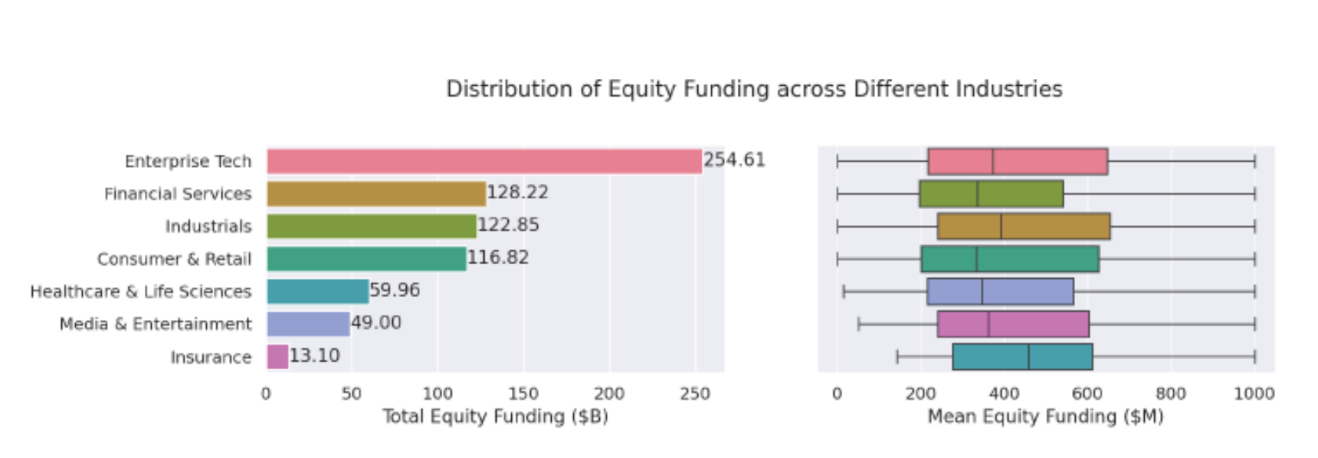 Distribution of Equity Funding across Different Industries
Enterprise Tech 254.61
Financial Services 128.22
Industrials 122.85
Consumer & Retail 116.82
Healthcare & Life Sciences 59.96
Media & Entertainment 49.00
Insurance 13.10
0 50 100 150 200 250
Total Equity Funding ($B)
0 200 400 600 800 1000
Mean Equity Funding ($M)